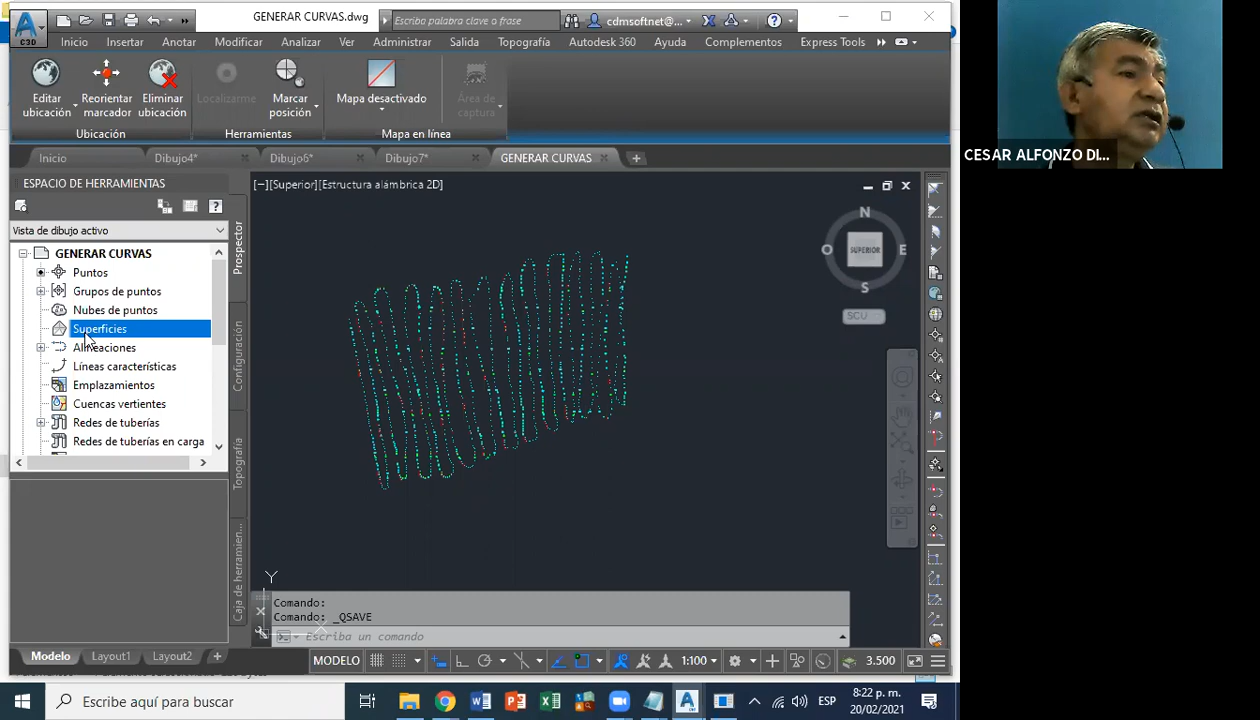 GENERAR CURVAS.dwg
Escriba palabra clave o frase
cdmsoftnet@...
C3D
Inicio
Insertar
Anotar
Modificar
Analizar
Ver
Administrar
Salida
Topografía
Autodesk 360
Ayuda
Complementos
Express Tools
Editar ubicación
Reorientar marcador
Eliminar ubicación
Localizarme
Marcar posición
Mapa desactivado
Área de captura
Ubicación
Herramientas
Mapa en línea
Inicio
Dibujo4*
Dibujo6*
Dibujo7*
GENERAR CURVAS
CESAR ALFONZO DI...
ESPACIO DE HERRAMIENTAS
[−][Superior][Estructura alámbrica 2D]
Vista de dibujo activo
GENERAR CURVAS
Puntos
Grupos de puntos
Nubes de puntos
Superficies
Alineaciones
Líneas características
Emplazamientos
Cuencas vertientes
Redes de tuberías
Redes de tuberías en carga
Prospector
Configuración
Topografía
Caja de herramien...
N
O
SUPERIOR
E
S
SCU
Y
X
Comando:
Comando: _QSAVE
Escriba un comando
Modelo
Layout1
Layout2
MODELO
1:100
3.500
Escribe aquí para buscar
ESP
8:22 p. m.
20/02/2021